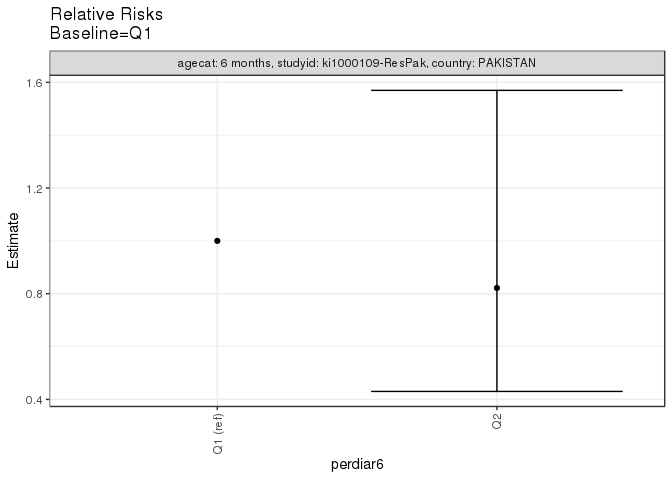 Relative Risks
Baseline=Q1
agecat: 6 months, studyid: ki1000109-ResPak, country: PAKISTAN
1.6
1.2
0.8
0.4
Estimate
Q1 (ref)
Q2
perdiar6